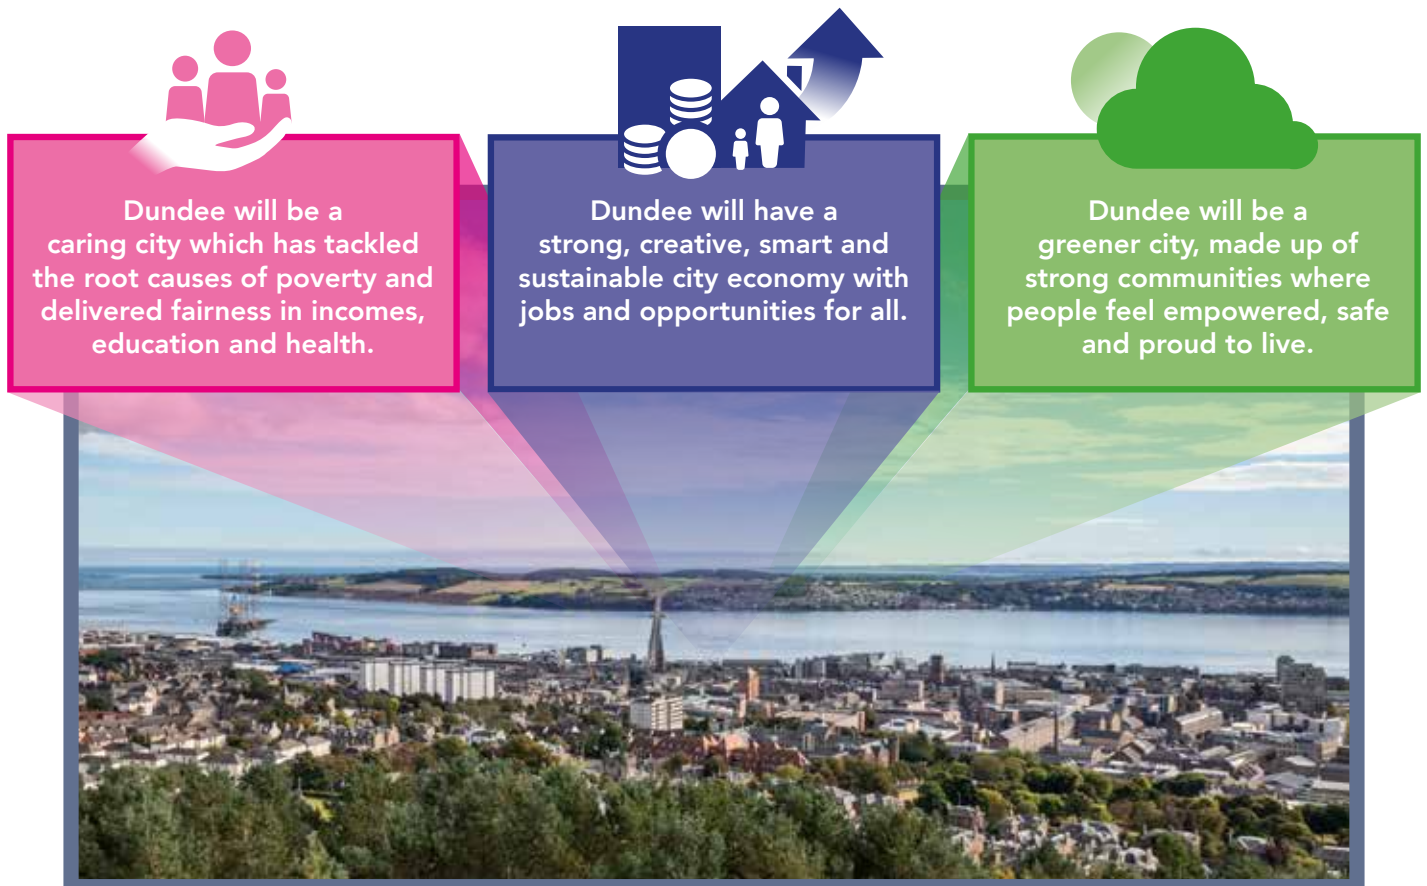 Dundee will be a
caring city which has tackled
the root causes of poverty and
delivered fairness in incomes,
education and health.
Dundee will have a
strong, creative, smart and
sustainable city economy with
jobs and opportunities for all.
Dundee will be a
greener city, made up of
strong communities where
people feel empowered, safe
and proud to live.